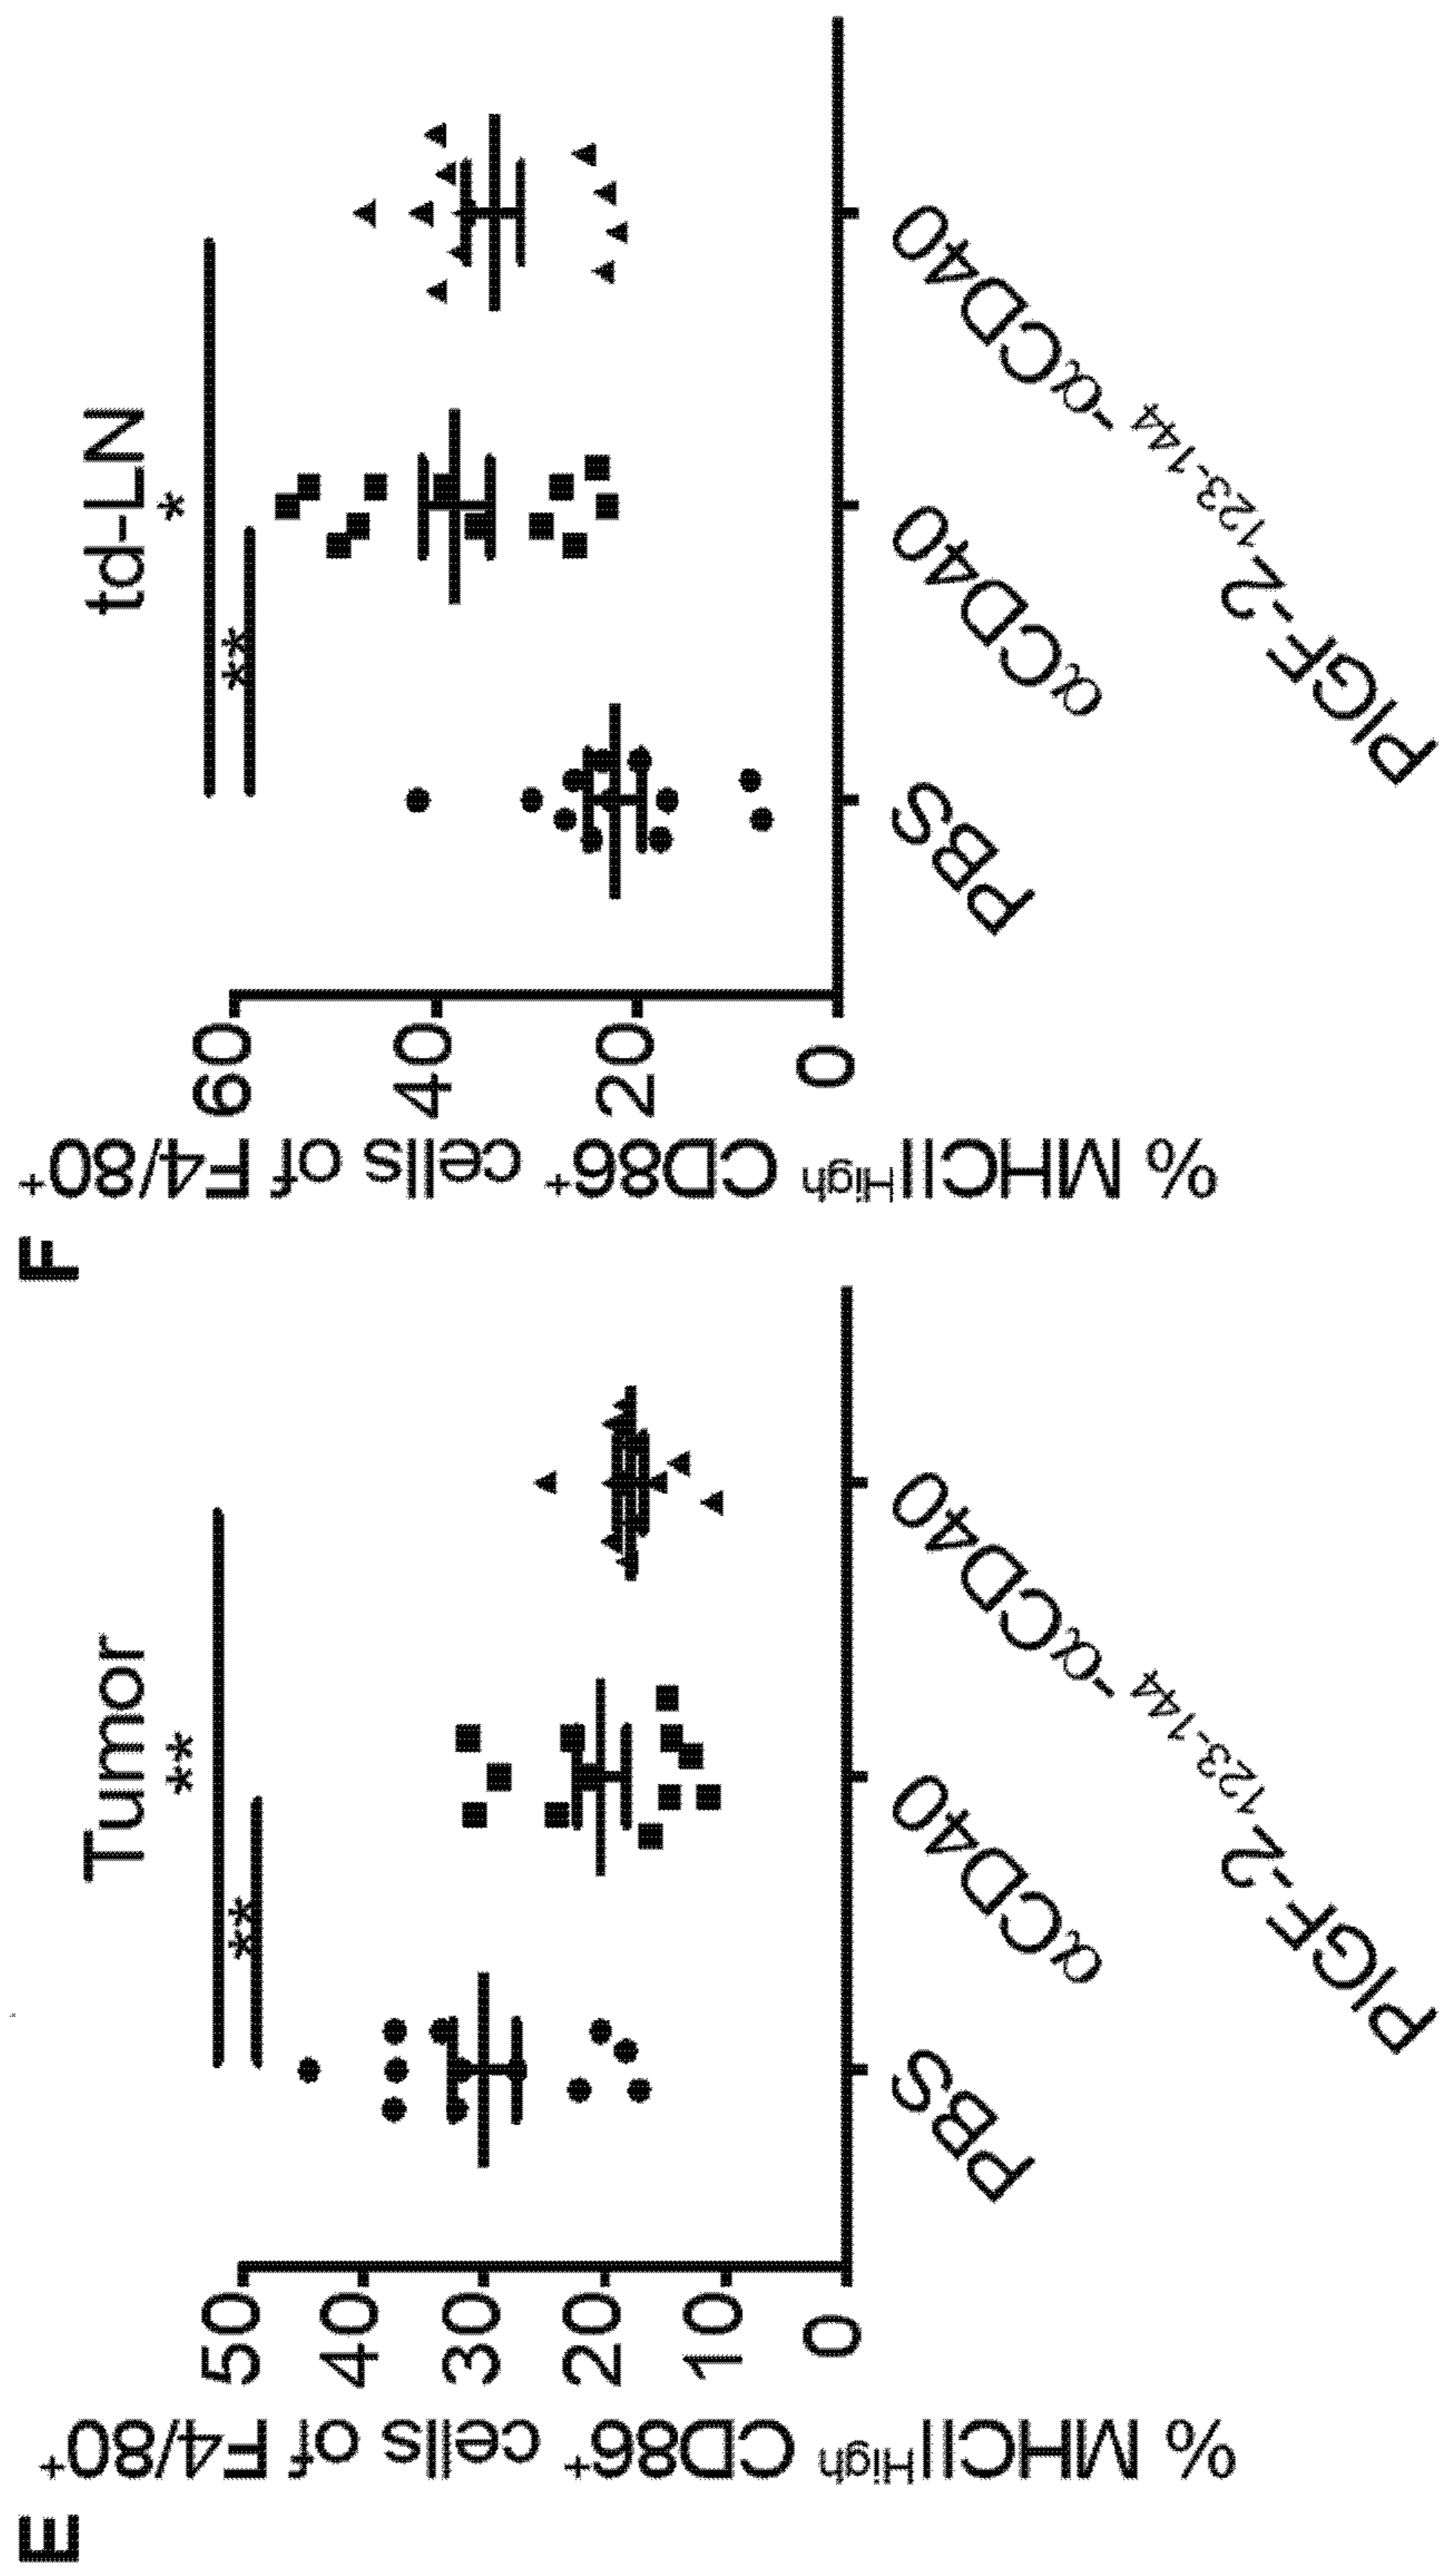 E
Tumor
**
**
% MHCII^High CD86⁺ cells of F4/80⁺
50
40
30
20
10
0
PBS
αCD40
PlGF-2₁₂₃₋₁₄₄-αCD40
F
td-LN
*
**
% MHCII^High CD86⁺ cells of F4/80⁺
60
40
20
0
PBS
αCD40
PlGF-2₁₂₃₋₁₄₄-αCD40